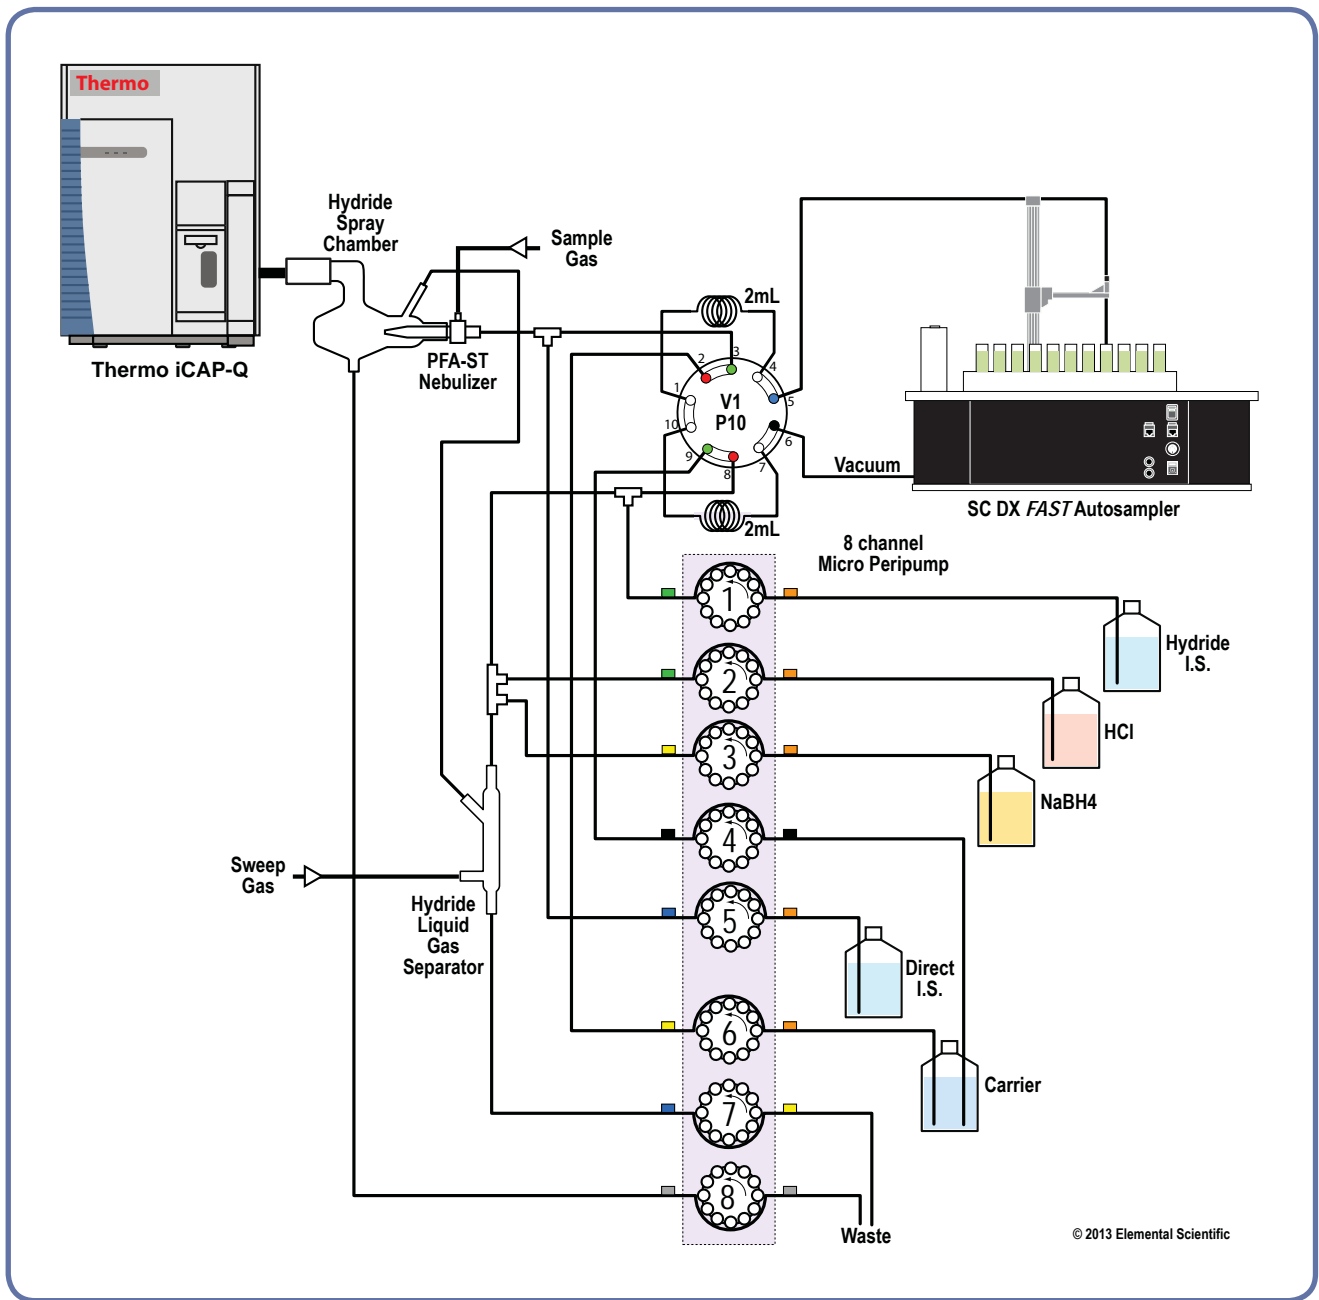 Thermo
Thermo iCAP-Q
Hydride
Spray
Chamber
Sample
Gas
PFA-ST
Nebulizer
2mL
1
2
3
4
5
6
7
8
9
10
V1
P10
2mL
Vacuum
SC DX FAST Autosampler
8 channel
Micro Peripump
1
Hydride
I.S.
2
HCl
3
NaBH4
4
Sweep
Gas
Hydride
Liquid
Gas
Separator
5
Direct
I.S.
6
Carrier
7
8
Waste
© 2013 Elemental Scientific